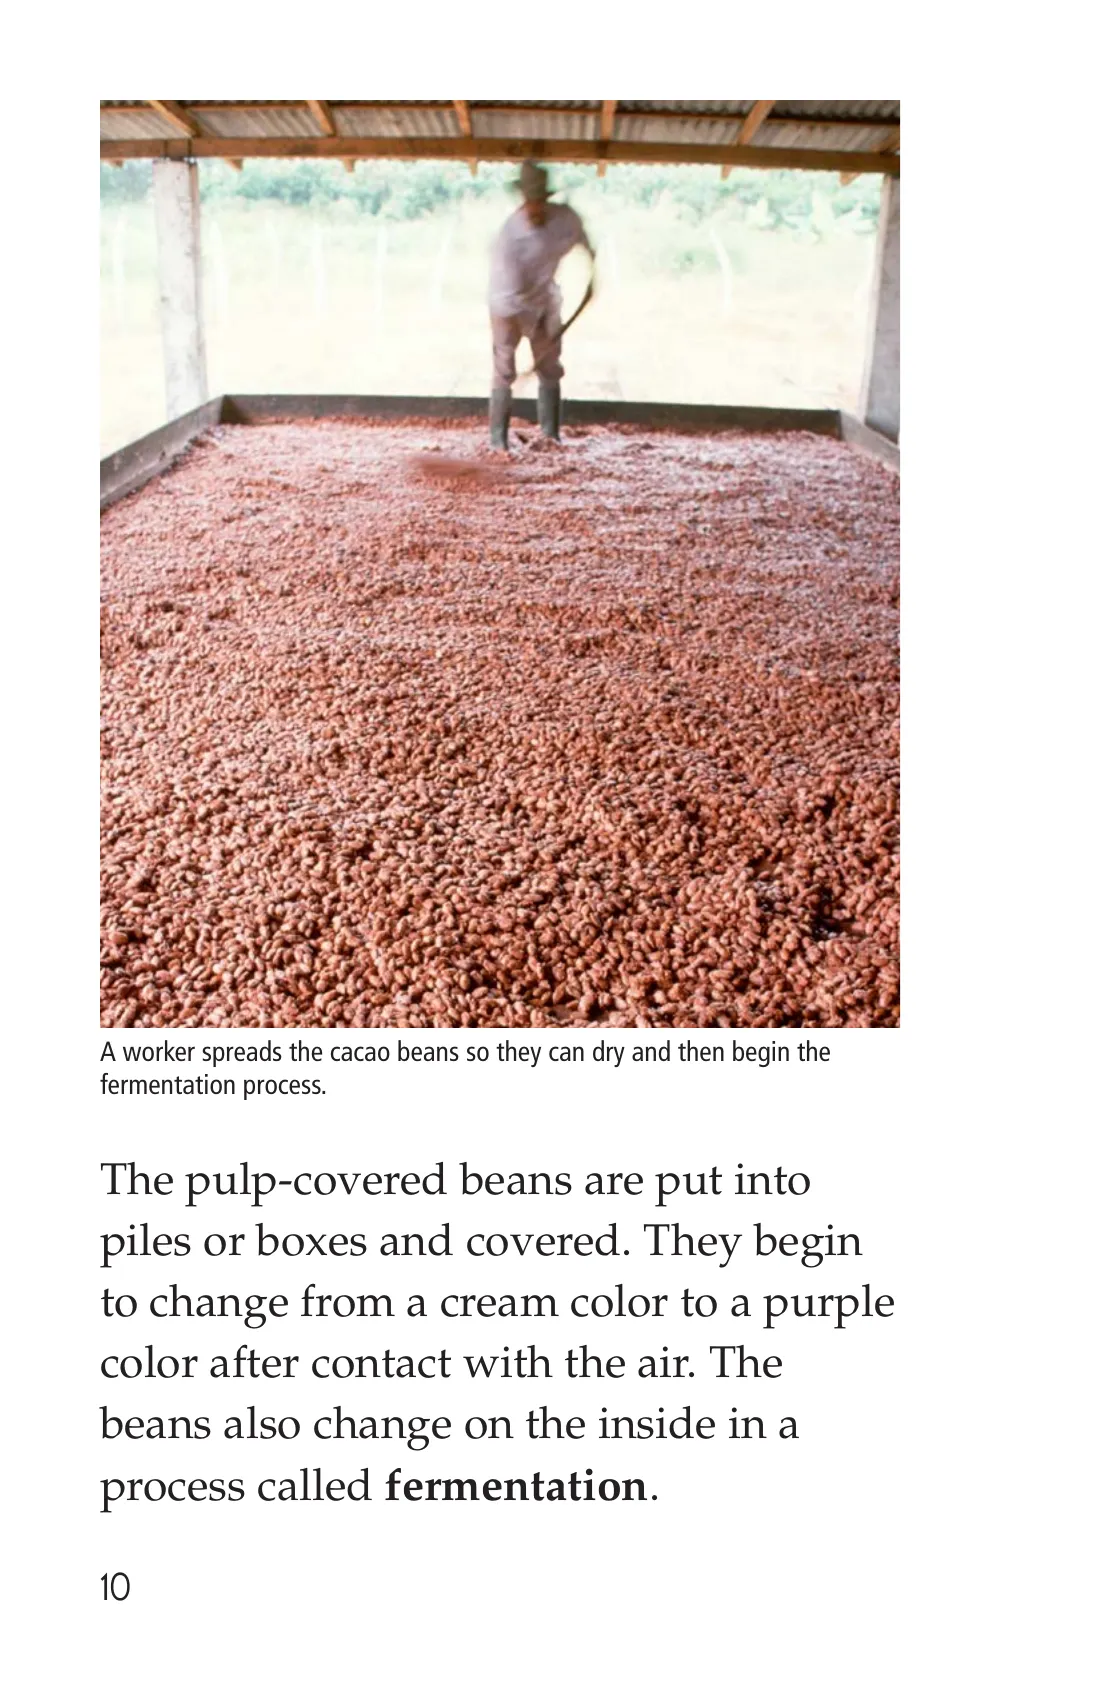 A worker spreads the cacao beans so they can dry and then begin the
fermentation process.
The pulp-covered beans are put into
piles or boxes and covered. They begin
to change from a cream color to a purple
color after contact with the air. The
beans also change on the inside in a
process called fermentation.
10